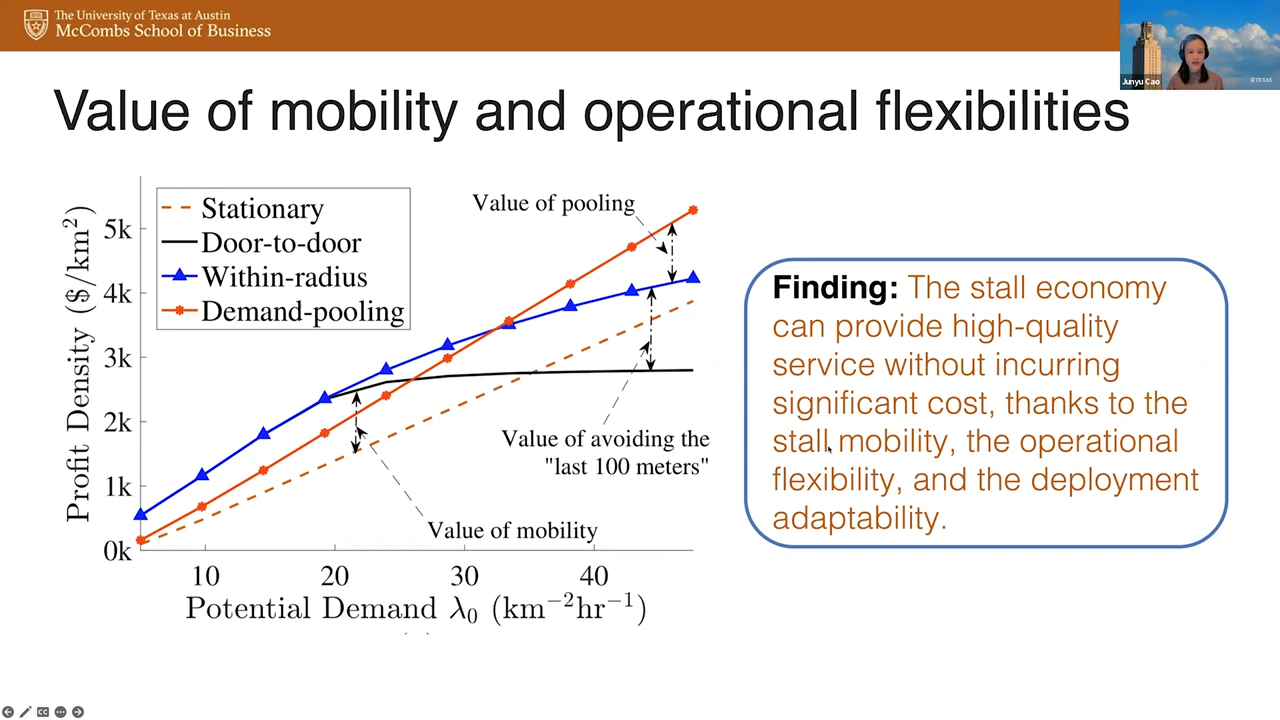 The University of Texas at Austin
McCombs School of Business
Junyu Cao
TEXAS
Value of mobility and operational flexibilities
Stationary
Door-to-door
Within-radius
Demand-pooling
Value of pooling
Value of avoiding the
"last 100 meters"
Value of mobility
Profit Density ($/km²)
5k
4k
3k
2k
1k
0k
10 20 30 40
Potential Demand λ₀ (km⁻²hr⁻¹)
Finding: The stall economy
can provide high-quality
service without incurring
significant cost, thanks to the
stall mobility, the operational
flexibility, and the deployment
adaptability.
CC